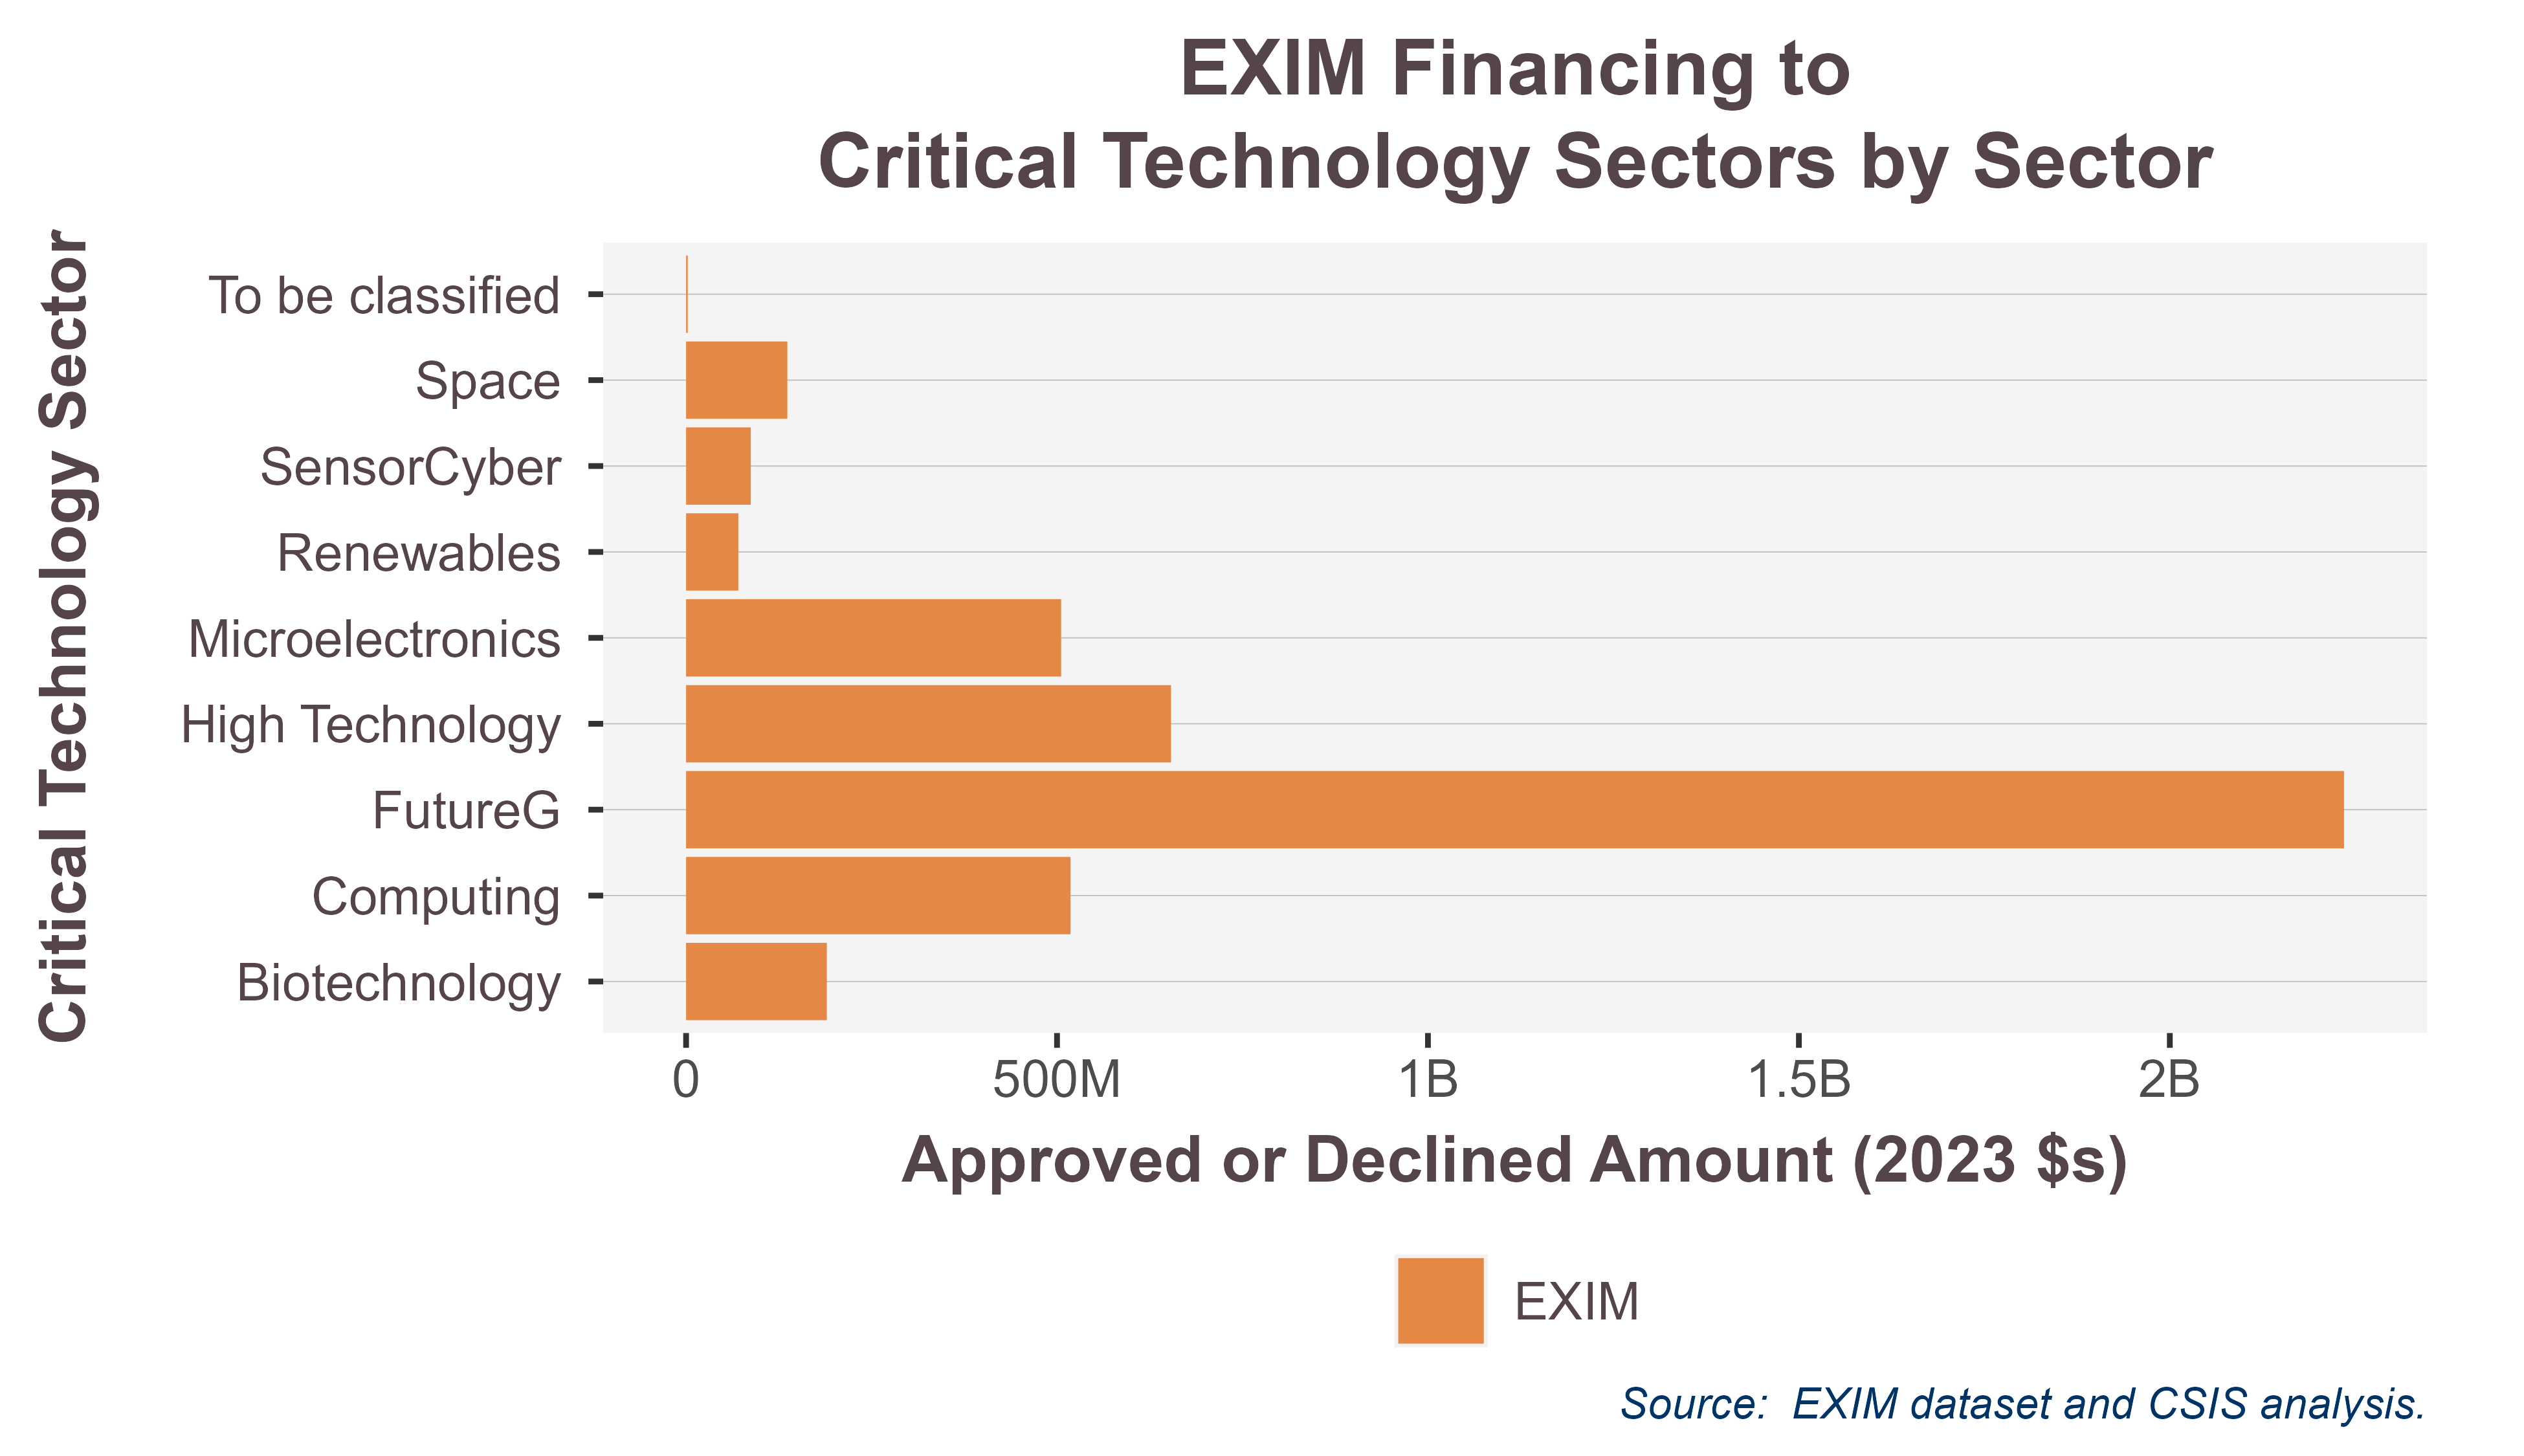 EXIM Financing to
Critical Technology Sectors by Sector
Critical Technology Sector
To be classified
Space
SensorCyber
Renewables
Microelectronics
High Technology
FutureG
Computing
Biotechnology
0 500M 1B 1.5B 2B
Approved or Declined Amount (2023 $s)
EXIM
Source:  EXIM dataset and CSIS analysis.